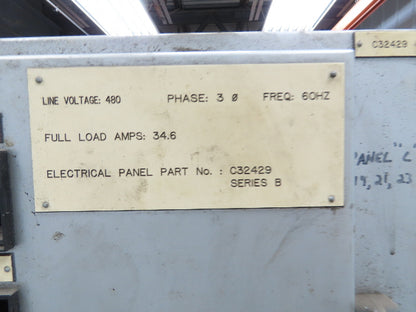 C32429
LINE VOLTAGE: 480 PHASE: 3 Ø FREQ: 60HZ
FULL LOAD AMPS: 34.6
ELECTRICAL PANEL PART No. : C32429
SERIES B
ANEL "L"
19, 21, 23